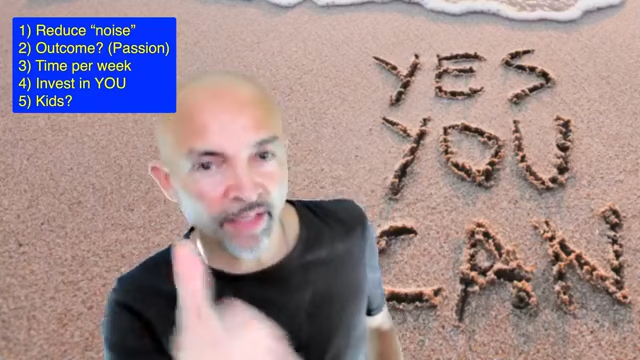 1) Reduce “noise”
2) Outcome? (Passion)
3) Time per week
4) Invest in YOU
5) Kids?
YES
YOU
CAN